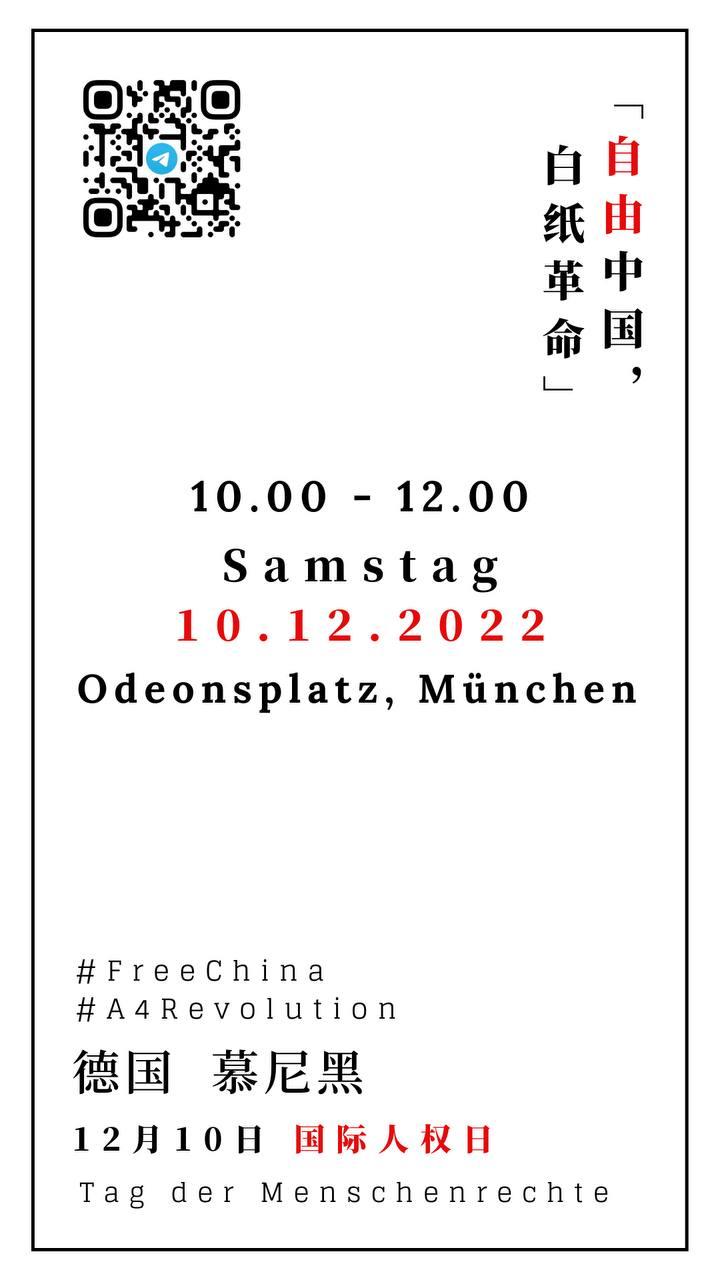 「自由中国，
白纸革命」
10.00 - 12.00
Samstag
10.12.2022
Odeonsplatz, München
#FreeChina
#A4Revolution
德国 慕尼黑
12月10日 国际人权日
Tag der Menschenrechte